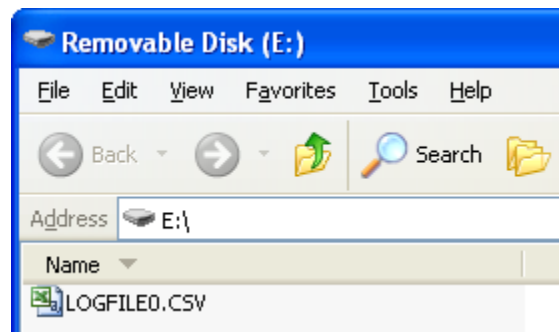 Removable Disk (E:)
File Edit View Favorites Tools Help
Back Search
Address E:\
Name
LOGFILE0.CSV